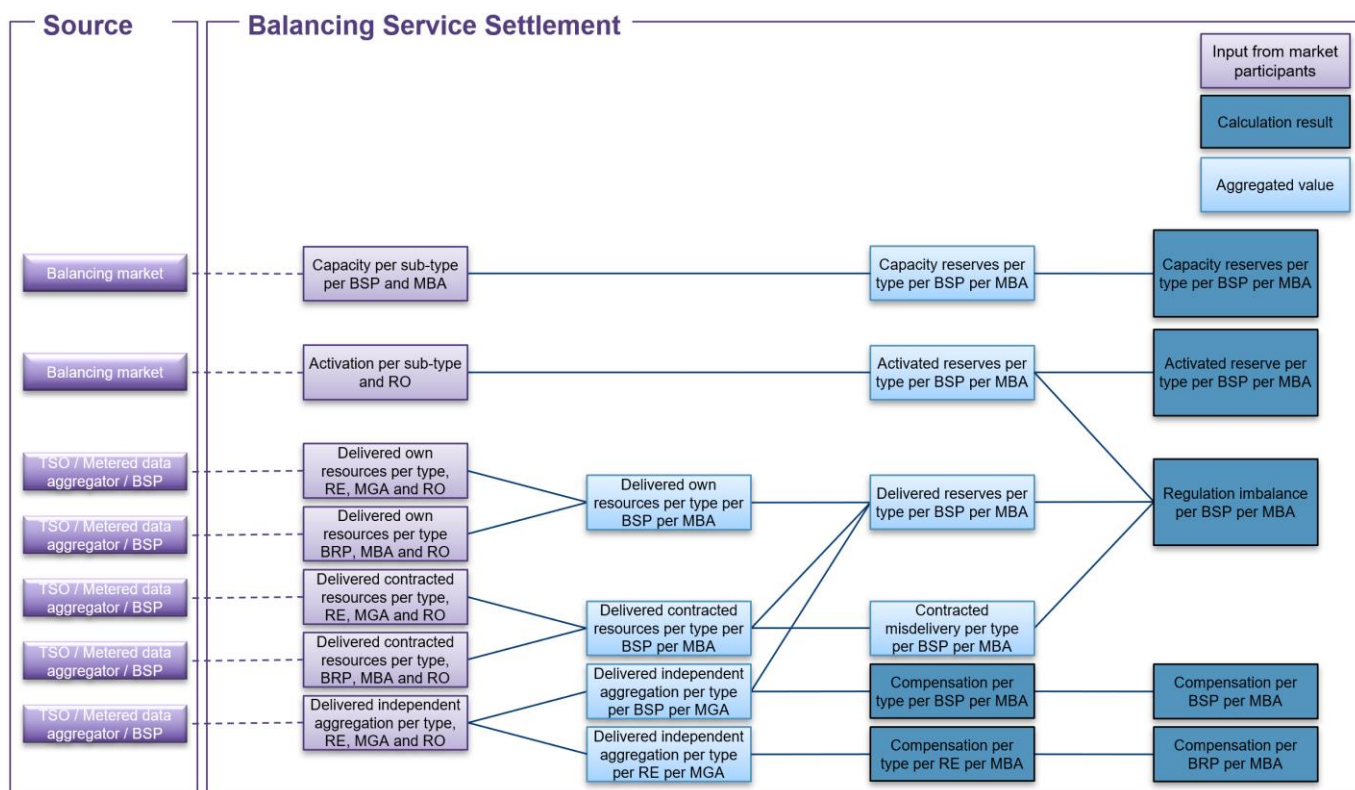 Source
Balancing Service Settlement
Input from market
participants
Calculation result
Aggregated value
Balancing market
Capacity per sub-type
per BSP and MBA
Capacity reserves per
type per BSP per MBA
Capacity reserves per
type per BSP per MBA
Balancing market
Activation per sub-type
and RO
Activated reserves per
type per BSP per MBA
Activated reserve per
type per BSP per MBA
TSO / Metered data
aggregator / BSP
Delivered own
resources per type,
RE, MGA and RO
TSO / Metered data
aggregator / BSP
Delivered own
resources per type
BRP, MBA and RO
Delivered own
resources per type per
BSP per MBA
Delivered reserves per
type per BSP per MBA
Regulation imbalance
per BSP per MBA
TSO / Metered data
aggregator / BSP
Delivered contracted
resources per type,
RE, MGA and RO
TSO / Metered data
aggregator / BSP
Delivered contracted
resources per type,
BRP, MBA and RO
Delivered contracted
resources per type per
BSP per MBA
Contracted
misdelivery per type
per BSP per MBA
TSO / Metered data
aggregator / BSP
Delivered independent
aggregation per type,
RE, MGA and RO
Delivered independent
aggregation per type
per BSP per MGA
Compensation per
type per BSP per MBA
Compensation per
BSP per MBA
Delivered independent
aggregation per type
per RE per MGA
Compensation per
type per RE per MBA
Compensation per
BRP per MBA